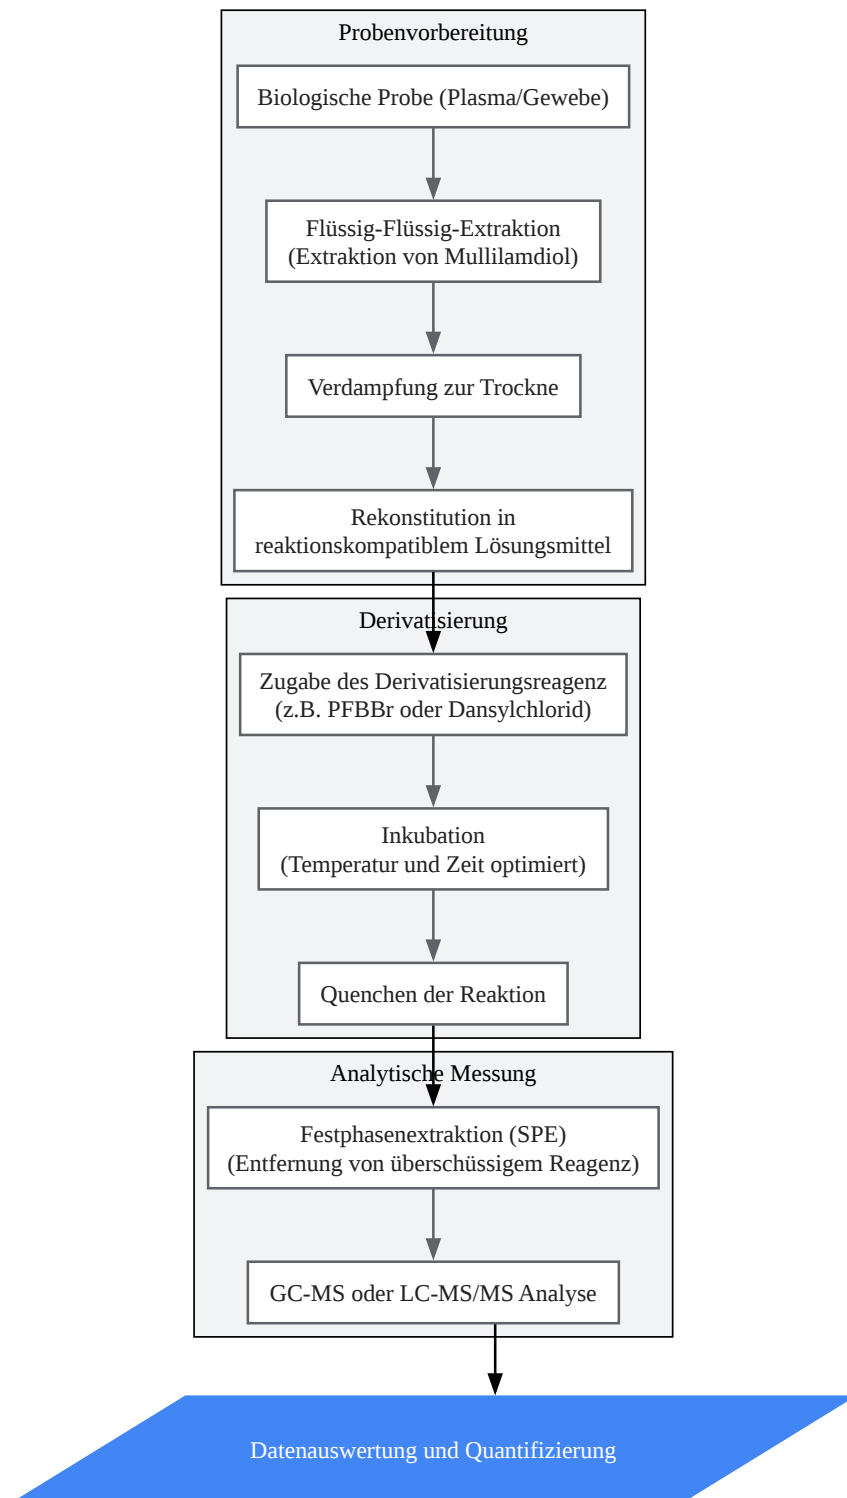 Probenvorbereitung
Biologische Probe (Plasma/Gewebe)
Flüssig-Flüssig-Extraktion
(Extraktion von Mullilamdiol)
Verdampfung zur Trockne
Rekonstitution in
reaktionskompatiblem Lösungsmittel
Derivatisierung
Zugabe des Derivatisierungsreagenz
(z.B. PFBBr oder Dansylchlorid)
Inkubation
(Temperatur und Zeit optimiert)
Quenchen der Reaktion
Analytische Messung
Festphasenextraktion (SPE)
(Entfernung von überschüssigem Reagenz)
GC-MS oder LC-MS/MS Analyse
Datenauswertung und Quantifizierung